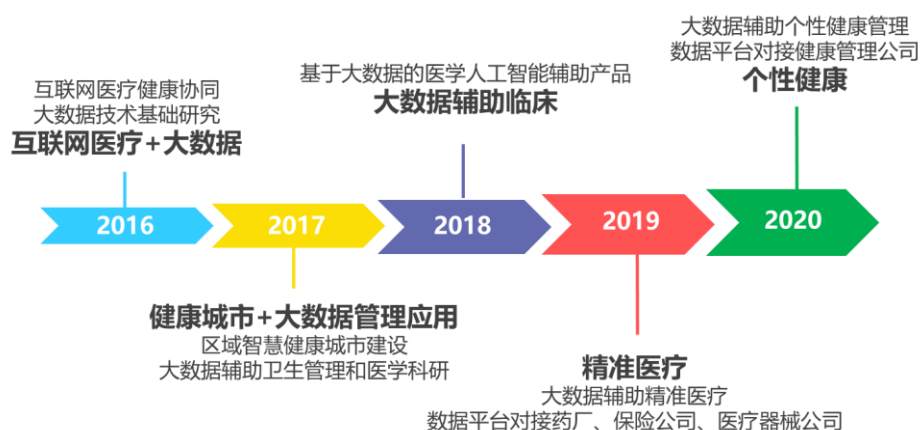 互联网医疗健康协同
大数据技术基础研究
互联网医疗+大数据
2016
2017
健康城市+大数据管理应用
区域智慧健康城市建设
大数据辅助卫生管理和医学科研
基于大数据的医学人工智能辅助产品
大数据辅助临床
2018
2019
精准医疗
大数据辅助精准医疗
数据平台对接药厂、保险公司、医疗器械公司
大数据辅助个性健康管理
数据平台对接健康管理公司
个性健康
2020